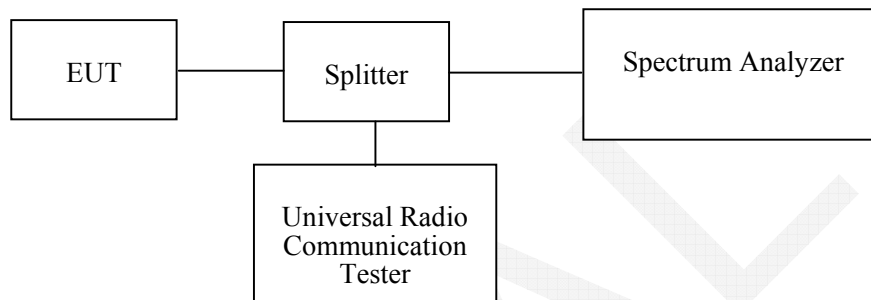 EUT
Splitter
Spectrum Analyzer
Universal Radio
Communication
Tester